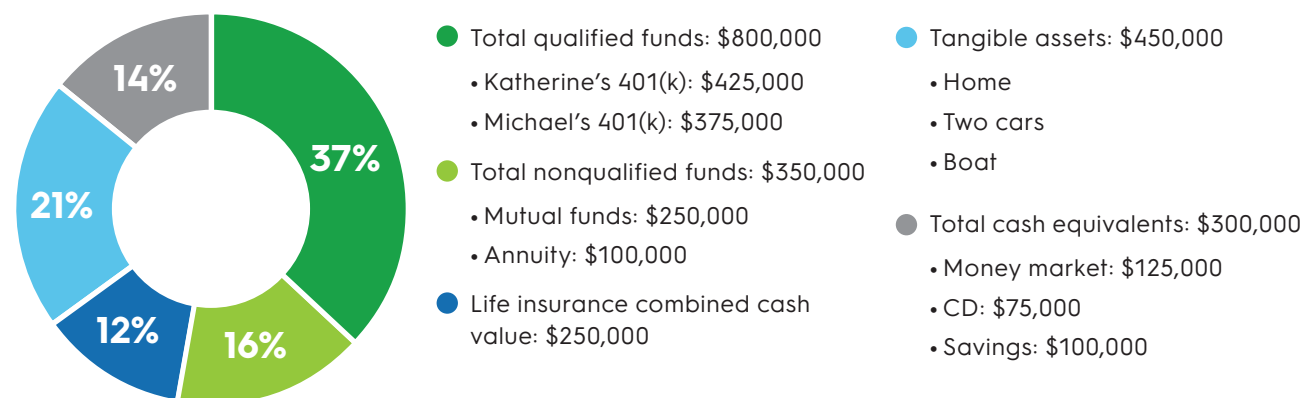 14%
37%
21%
12%
16%
● Total qualified funds: $800,000
• Katherine’s 401(k): $425,000
• Michael’s 401(k): $375,000
● Total nonqualified funds: $350,000
• Mutual funds: $250,000
• Annuity: $100,000
● Life insurance combined cash
value: $250,000
● Tangible assets: $450,000
• Home
• Two cars
• Boat
● Total cash equivalents: $300,000
• Money market: $125,000
• CD: $75,000
• Savings: $100,000